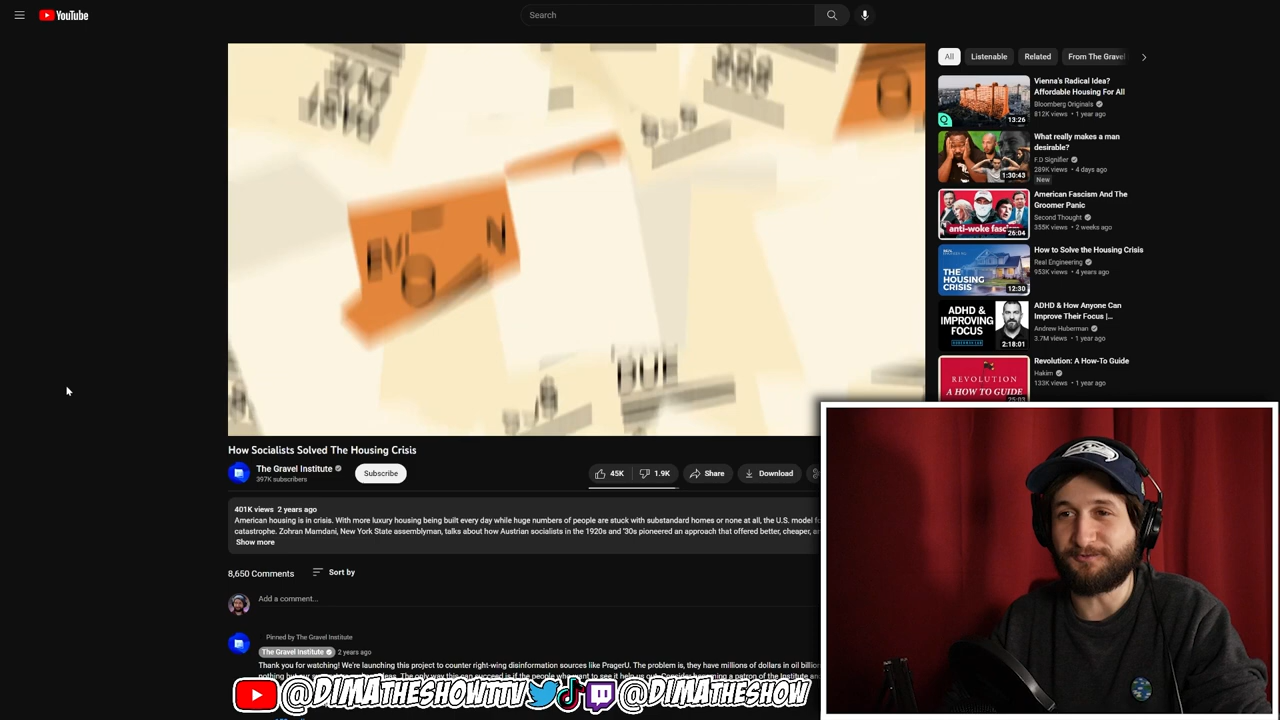 YouTube
Search
All
Listenable
Related
From The Gravel
Vienna's Radical Idea?
Affordable Housing For All
Bloomberg Originals
812K views • 1 year ago
13:26
What really makes a man
desirable?
F.D Signifier
289K views • 4 days ago
New
1:30:43
American Fascism And The
Groomer Panic
Second Thought
355K views • 2 weeks ago
anti-woke fasc
26:04
How to Solve the Housing Crisis
Real Engineering
953K views • 4 years ago
THE
HOUSING
CRISIS
12:30
ADHD & How Anyone Can
Improve Their Focus |...
Andrew Huberman
3.7M views • 1 year ago
ADHD &
IMPROVING
FOCUS
2:18:01
Revolution: A How-To Guide
Hakim
133K views • 1 year ago
REVOLUTION
A HOW TO GUIDE
25:03
How Socialists Solved The Housing Crisis
The Gravel Institute
397K subscribers
Subscribe
45K
1.9K
Share
Download
401K views 2 years ago
American housing is in crisis. With more luxury housing being built every day while huge numbers of people are stuck with substandard homes or none at all, the U.S. model fo
catastrophe. Zohran Mamdani, New York State assemblyman, talks about how Austrian socialists in the 1920s and '30s pioneered an approach that offered better, cheaper, an
Show more
8,650 Comments
Sort by
Add a comment...
Pinned by The Gravel Institute
The Gravel Institute
2 years ago
Thank you for watching! We're launching this project to counter right-wing disinformation sources like PragerU. The problem is, they have millions of dollars in oil billio
@DIMATHESHOWTTV @DIMATHESHOW